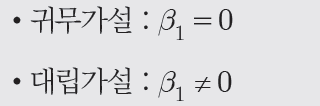 • 귀무가설 : β₁ = 0
• 대립가설 : β₁ ≠ 0